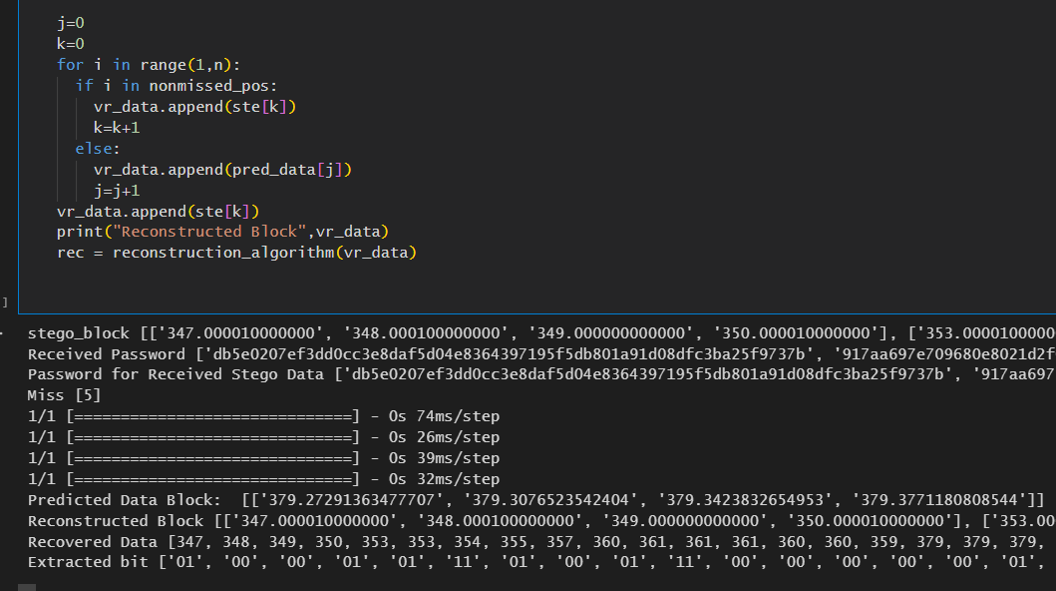 j=0
k=0
for i in range(1,n):
if i in nonmissed_pos:
vr_data.append(ste[k])
k=k+1
else:
vr_data.append(pred_data[j])
j=j+1
vr_data.append(ste[k])
print("Reconstructed Block",vr_data)
rec = reconstruction_algorithm(vr_data)
]
stego_block [['347.000010000000', '348.000100000000', '349.000000000000', '350.000010000000'], ['353.0000100000
Received Password ['db5e0207ef3dd0cc3e8daf5d04e8364397195f5db801a91d08dfc3ba25f9737b', '917aa697e709680e8021d2f
Password for Received Stego Data ['db5e0207ef3dd0cc3e8daf5d04e8364397195f5db801a91d08dfc3ba25f9737b', '917aa697
Miss [5]
1/1 [==============================] - 0s 74ms/step
1/1 [==============================] - 0s 26ms/step
1/1 [==============================] - 0s 39ms/step
1/1 [==============================] - 0s 32ms/step
Predicted Data Block:  [['379.27291363477707', '379.3076523542404', '379.3423832654953', '379.3771180808544']]
Reconstructed Block [['347.000010000000', '348.000100000000', '349.000000000000', '350.000010000000'], ['353.00
Recovered Data [347, 348, 349, 350, 353, 353, 354, 355, 357, 360, 361, 361, 361, 360, 360, 359, 379, 379, 379,
Extracted bit ['01', '00', '00', '01', '01', '11', '01', '00', '01', '11', '00', '00', '00', '00', '00', '01',